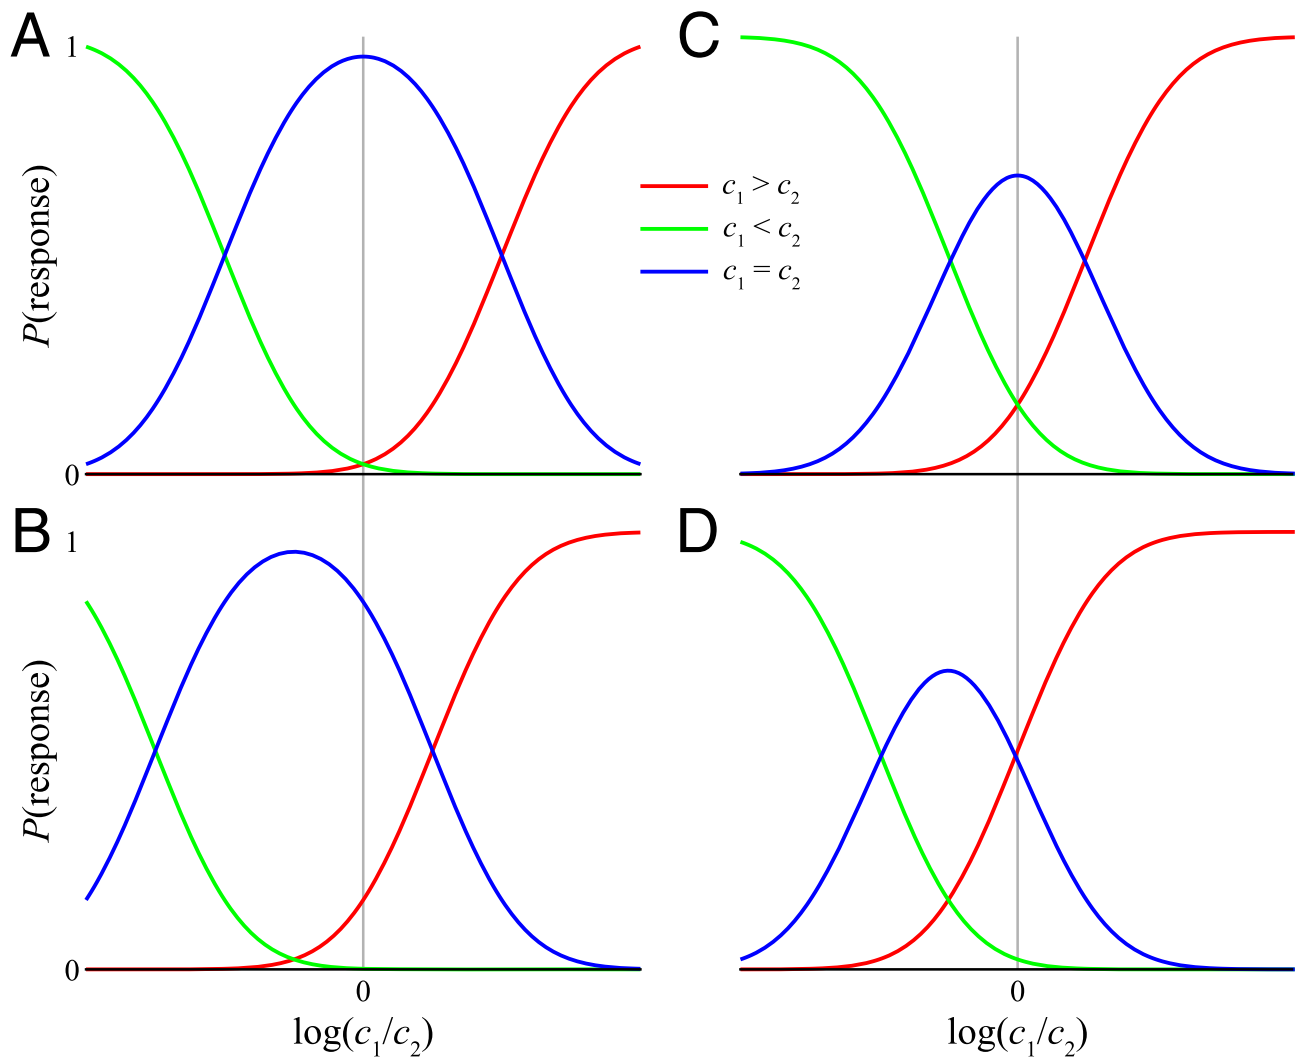 A
C
1
P(response)
0
c₁ > c₂
c₁ < c₂
c₁ = c₂
B
D
1
P(response)
0
0
0
log(c₁/c₂)
log(c₁/c₂)